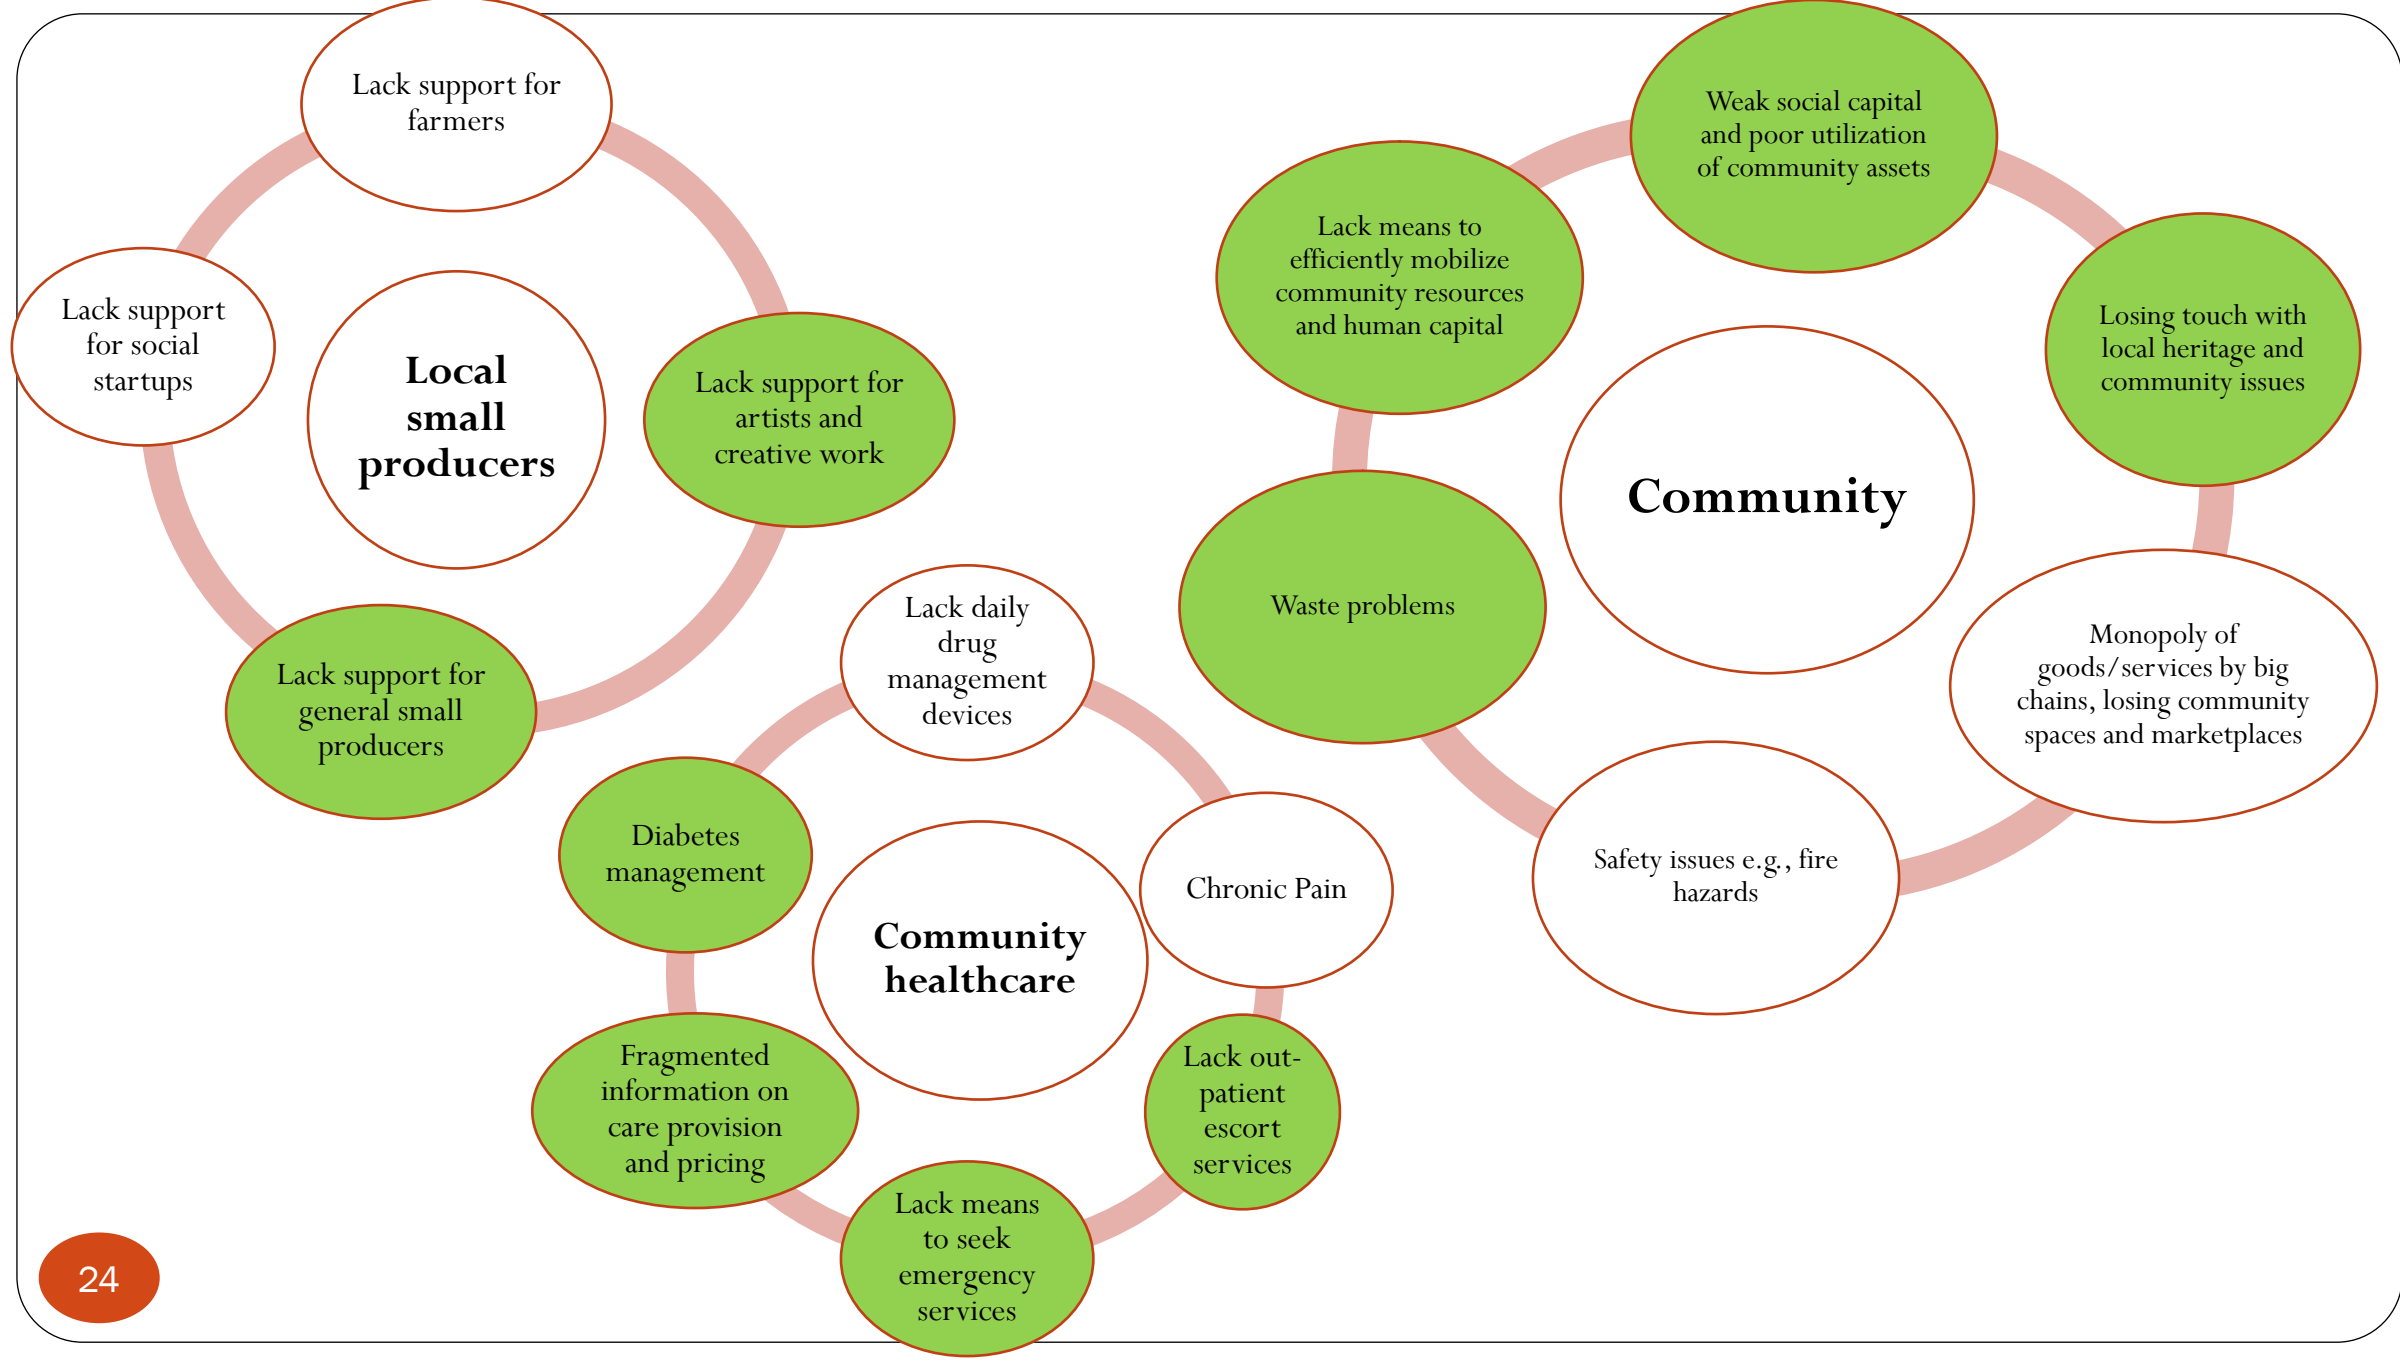 Lack support for
farmers
Lack support for
artists and
creative work
Lack support for
general small
producers
Lack support
for social
startups
Local
small
producers
Weak social capital
and poor utilization
of community assets
Losing touch with
local heritage and
community issues
Monopoly of
goods/services by big
chains, losing community
spaces and marketplaces
Safety issues e.g., fire
hazards
Waste problems
Lack means to
efficiently mobilize
community resources
and human capital
Community
Lack daily
drug
management
devices
Chronic Pain
Lack out-
patient
escort
services
Lack means
to seek
emergency
services
Fragmented
information on
care provision
and pricing
Diabetes
management
Community
healthcare
24